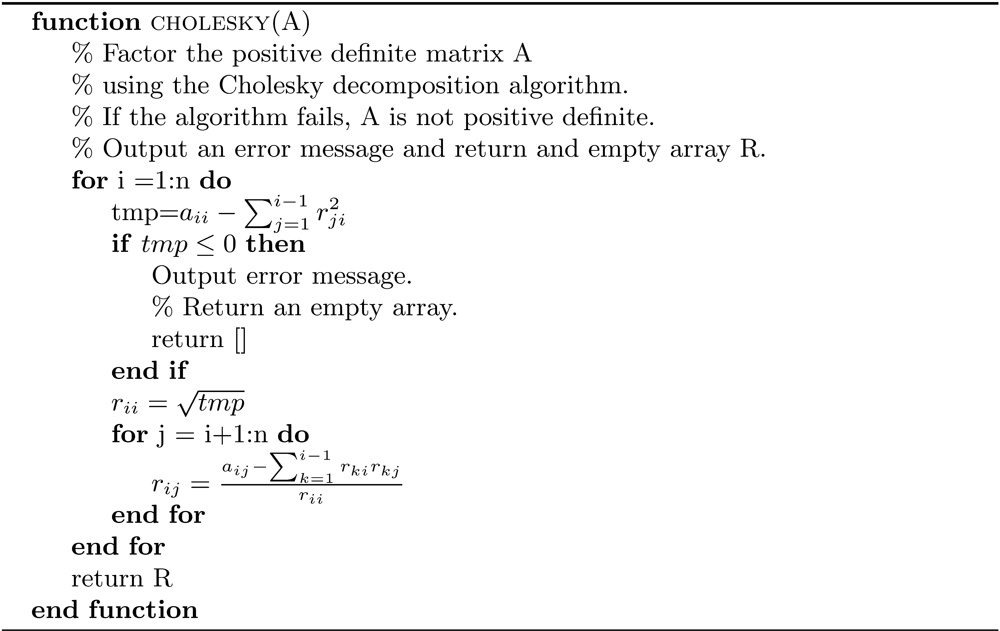 function CHOLESKY(A)
% Factor the positive definite matrix A
% using the Cholesky decomposition algorithm.
% If the algorithm fails, A is not positive definite.
% Output an error message and return and empty array R.
for i =1:n do
tmp=$a_{ii} - \sum_{j=1}^{i-1} r_{ji}^2$
if $tmp \leq 0$ then
Output error message.
% Return an empty array.
return []
end if
$r_{ii} = \sqrt{tmp}$
for j = i+1:n do
$r_{ij} = \frac{a_{ij} - \sum_{k=1}^{i-1} r_{ki} r_{kj}}{r_{ii}}$
end for
end for
return R
end function